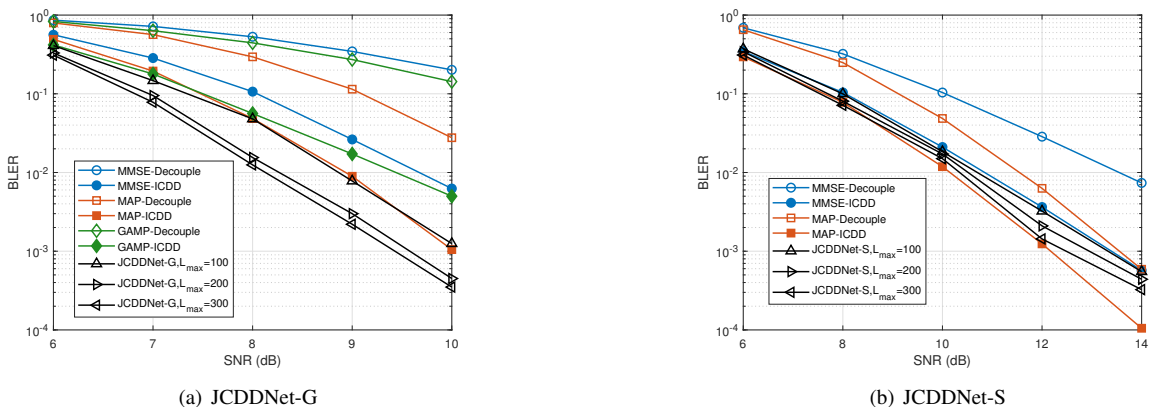 10^0
10^-1
10^-2
10^-3
10^-4
BLER
6
7
8
9
10
SNR (dB)
MMSE-Decouple
MMSE-ICDD
MAP-Decouple
MAP-ICDD
GAMP-Decouple
GAMP-ICDD
JCDDNet-G,L_max=100
JCDDNet-G,L_max=200
JCDDNet-G,L_max=300
(a) JCDDNet-G
10^0
10^-1
10^-2
10^-3
10^-4
BLER
6
8
10
12
14
SNR (dB)
MMSE-Decouple
MMSE-ICDD
MAP-Decouple
MAP-ICDD
JCDDNet-S,L_max=100
JCDDNet-S,L_max=200
JCDDNet-S,L_max=300
(b) JCDDNet-S